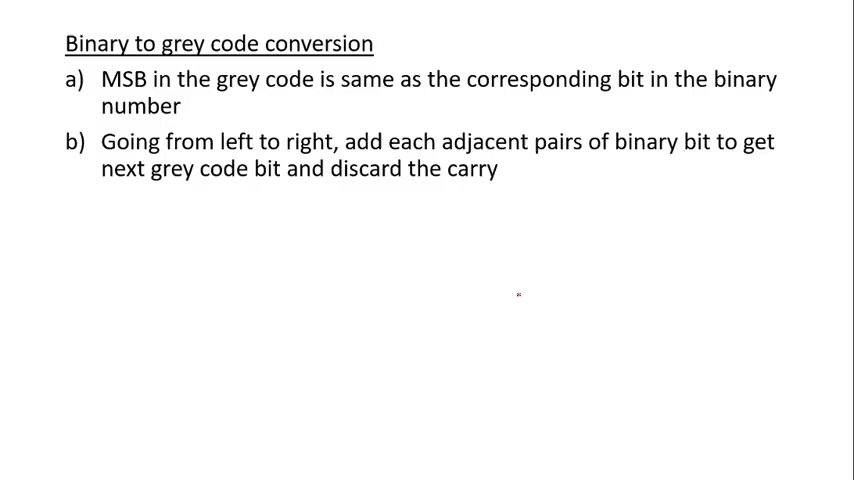 Binary to grey code conversion
a) MSB in the grey code is same as the corresponding bit in the binary
number
b) Going from left to right, add each adjacent pairs of binary bit to get
next grey code bit and discard the carry